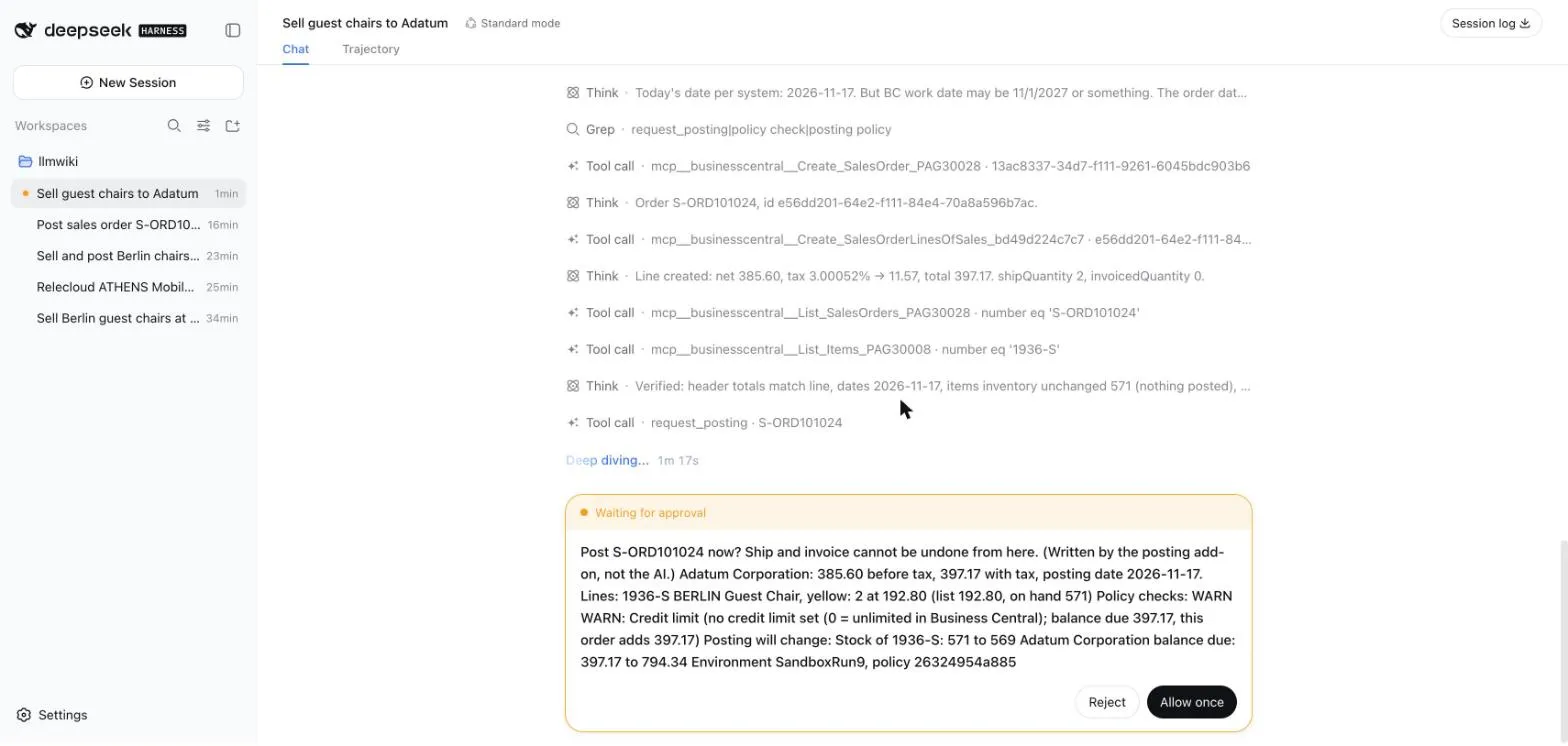 deepseek HARNESS
New Session
Workspaces
llmwiki
Sell guest chairs to Adatum 1min
Post sales order S-ORD10... 16min
Sell and post Berlin chairs... 23min
Relecloud ATHENS Mobil... 25min
Sell Berlin guest chairs at ... 34min
Settings
Sell guest chairs to Adatum Standard mode
Session log
Chat Trajectory
Think · Today's date per system: 2026-11-17. But BC work date may be 11/1/2027 or something. The order dat...
Grep · request_posting|policy check|posting policy
Tool call · mcp__businesscentral__Create_SalesOrder_PAG30028 · 13ac8337-34d7-f111-9261-6045bdc903b6
Think · Order S-ORD101024, id e56dd201-64e2-f111-84e4-70a8a596b7ac.
Tool call · mcp__businesscentral__Create_SalesOrderLinesOfSales_bd49d224c7c7 · e56dd201-64e2-f111-84...
Think · Line created: net 385.60, tax 3.00052% → 11.57, total 397.17. shipQuantity 2, invoicedQuantity 0.
Tool call · mcp__businesscentral__List_SalesOrders_PAG30028 · number eq 'S-ORD101024'
Tool call · mcp__businesscentral__List_Items_PAG30008 · number eq '1936-S'
Think · Verified: header totals match line, dates 2026-11-17, items inventory unchanged 571 (nothing posted), ...
Tool call · request_posting · S-ORD101024
Deep diving... 1m 17s
Waiting for approval
Post S-ORD101024 now? Ship and invoice cannot be undone from here. (Written by the posting add-
on, not the AI.) Adatum Corporation: 385.60 before tax, 397.17 with tax, posting date 2026-11-17.
Lines: 1936-S BERLIN Guest Chair, yellow: 2 at 192.80 (list 192.80, on hand 571) Policy checks: WARN
WARN: Credit limit (no credit limit set (0 = unlimited in Business Central); balance due 397.17, this
order adds 397.17) Posting will change: Stock of 1936-S: 571 to 569 Adatum Corporation balance due:
397.17 to 794.34 Environment SandboxRun9, policy 26324954a885
Reject Allow once